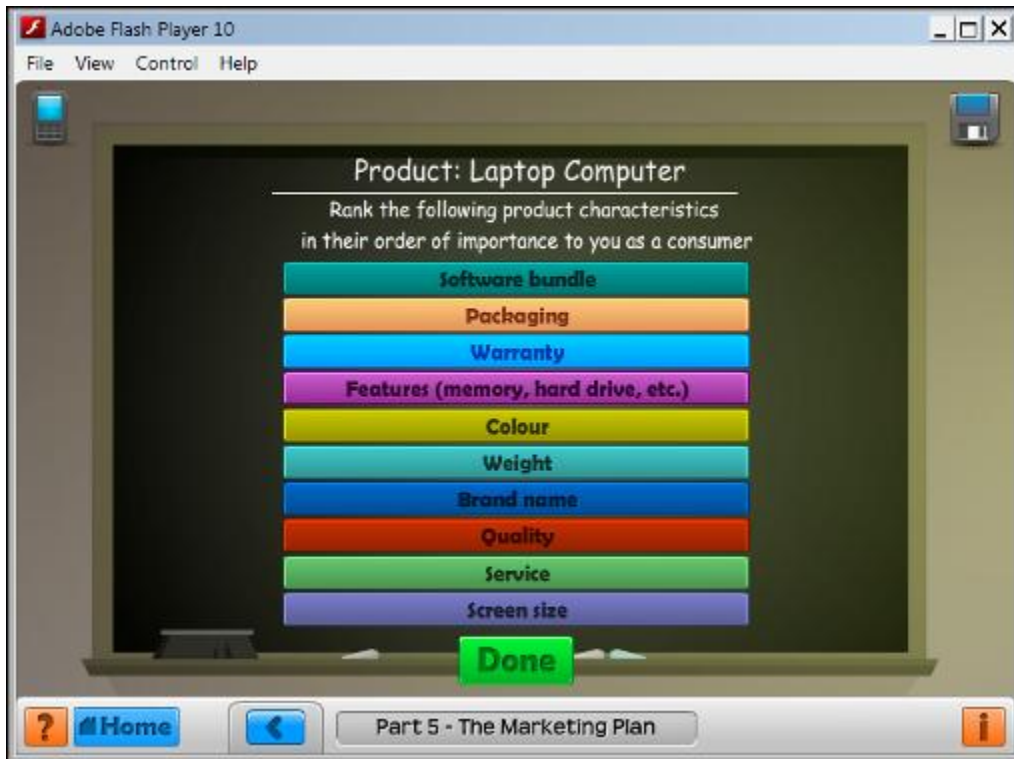 Adobe Flash Player 10
File View Control Help
Product: Laptop Computer
Rank the following product characteristics
in their order of importance to you as a consumer
Software bundle
Packaging
Warranty
Features (memory, hard drive, etc.)
Colour
Weight
Brand name
Quality
Service
Screen size
Done
? Home Part 5 - The Marketing Plan i